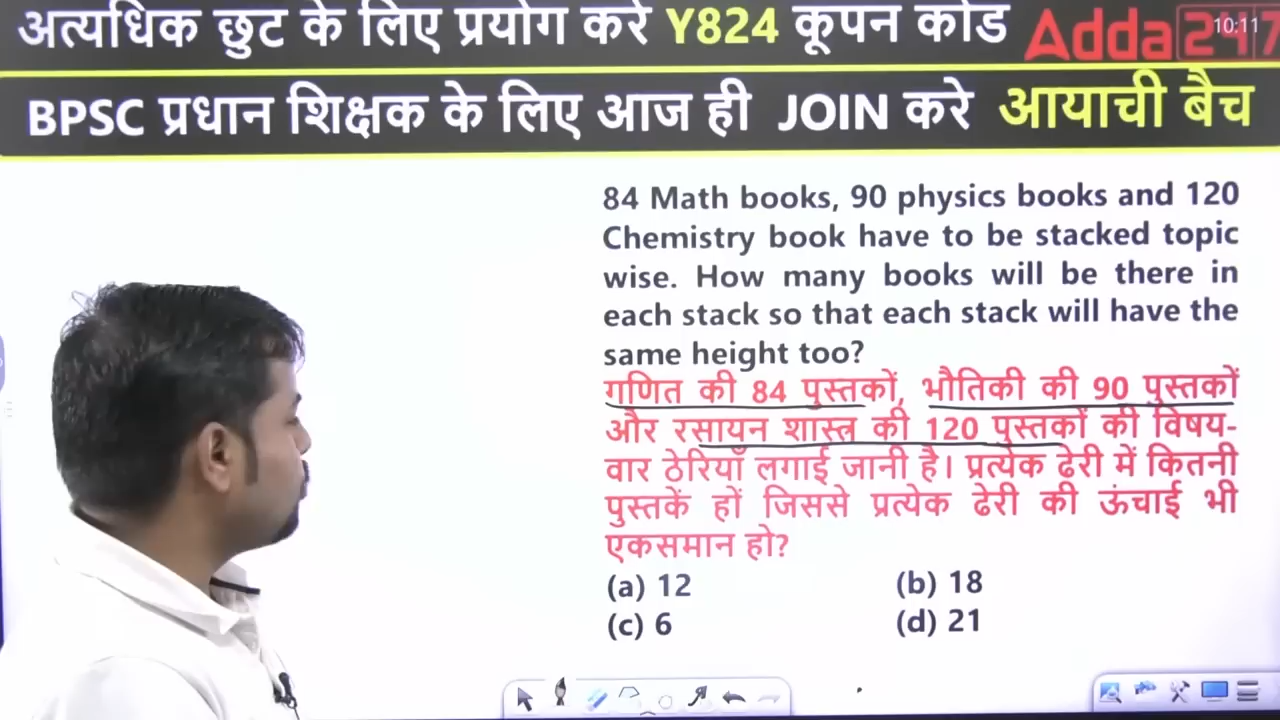 अत्यधिक छुट के लिए प्रयोग करे Y824 कूपन कोड Adda247
10:11
BPSC प्रधान शिक्षक के लिए आज ही JOIN करे आयाची बैच
84 Math books, 90 physics books and 120
Chemistry book have to be stacked topic
wise. How many books will be there in
each stack so that each stack will have the
same height too?
गणित की 84 पुस्तकों, भौतिकी की 90 पुस्तकों
और रसायन शास्त्र की 120 पुस्तकों की विषय-
वार ठेरियाँ लगाई जानी है। प्रत्येक ढेरी में कितनी
पुस्तकें हों जिससे प्रत्येक ढेरी की ऊंचाई भी
एकसमान हो?
(a) 12 (b) 18
(c) 6 (d) 21